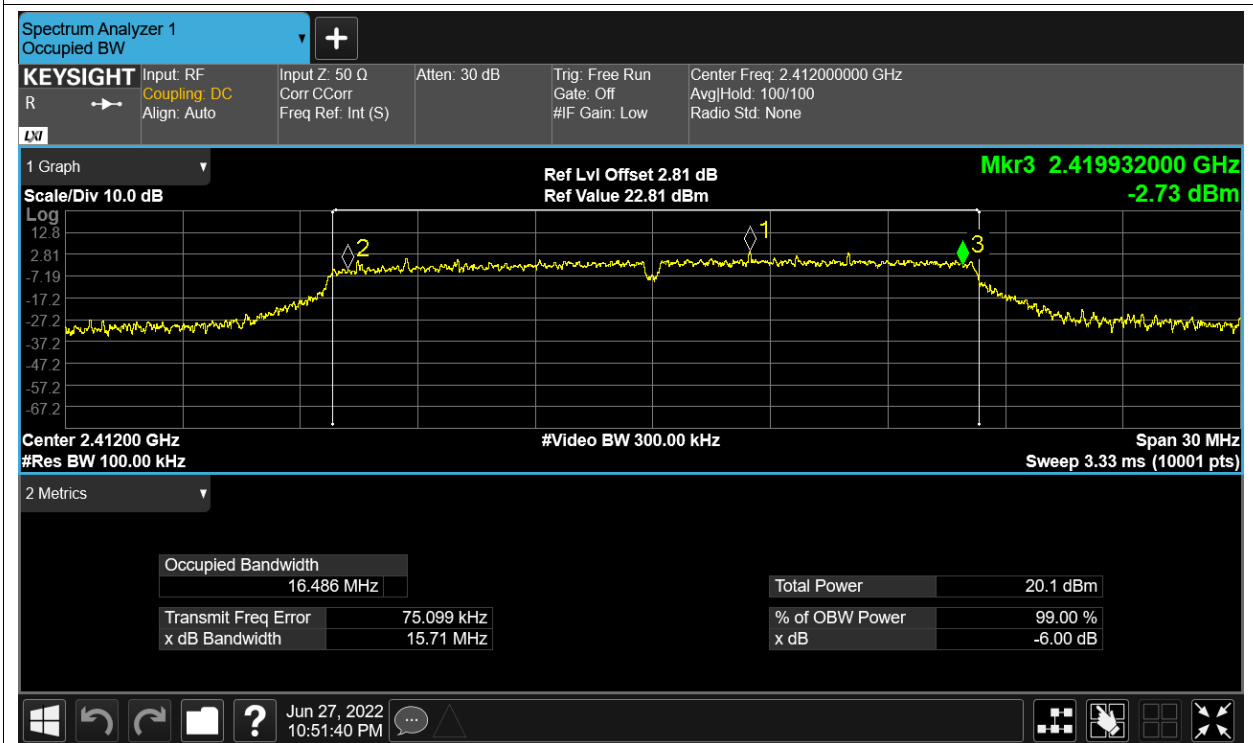 Spectrum Analyzer 1
Occupied BW
KEYSIGHT
R
LXI
Input: RF
Coupling: DC
Align: Auto
Input Z: 50 Ω
Corr CCorr
Freq Ref: Int (S)
Atten: 30 dB
Trig: Free Run
Gate: Off
#IF Gain: Low
Center Freq: 2.412000000 GHz
Avg|Hold: 100/100
Radio Std: None
1 Graph
Scale/Div 10.0 dB
Ref Lvl Offset 2.81 dB
Ref Value 22.81 dBm
Mkr3 2.419932000 GHz
-2.73 dBm
Log
12.8
2.81
-7.19
-17.2
-27.2
-37.2
-47.2
-57.2
-67.2
2
1
3
Center 2.41200 GHz
#Res BW 100.00 kHz
#Video BW 300.00 kHz
Span 30 MHz
Sweep 3.33 ms (10001 pts)
2 Metrics
Occupied Bandwidth
16.486 MHz
Transmit Freq Error 75.099 kHz
x dB Bandwidth 15.71 MHz
Total Power 20.1 dBm
% of OBW Power 99.00 %
x dB -6.00 dB
?
Jun 27, 2022
10:51:40 PM